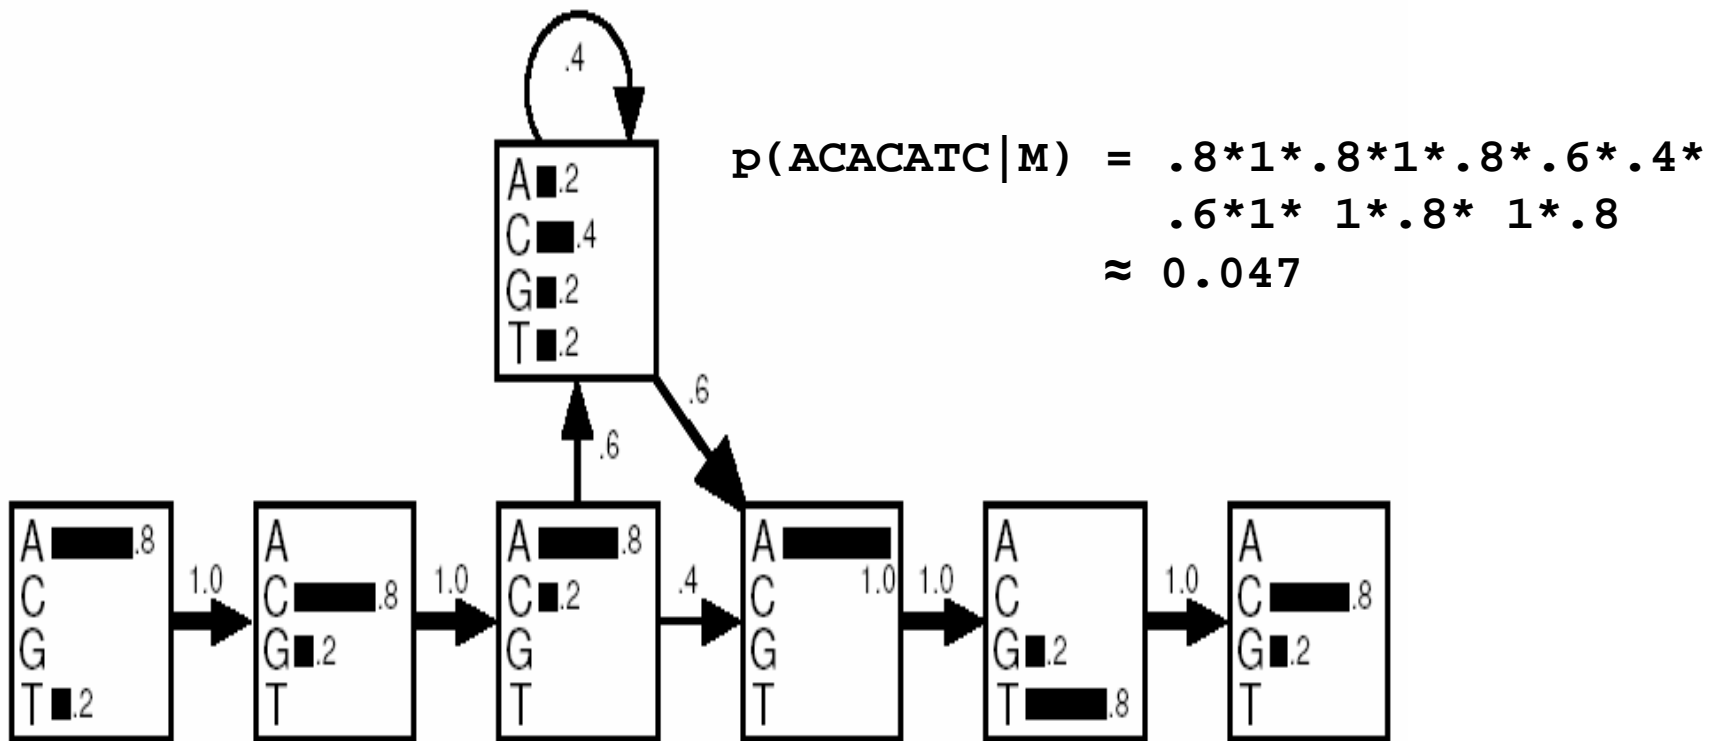 .4
A .2
C .4
G .2
T .2
p(ACACATC|M) = .8*1*.8*1*.8*.6*.4*
.6*1* 1*.8* 1*.8
≈ 0.047
.6
.6
A .8
C
G
T .2
1.0
A
C .8
G .2
T
1.0
A .8
C .2
G
T
.4
A 1.0
C
G
T
1.0
A
C
G .2
T .8
1.0
A
C .8
G .2
T